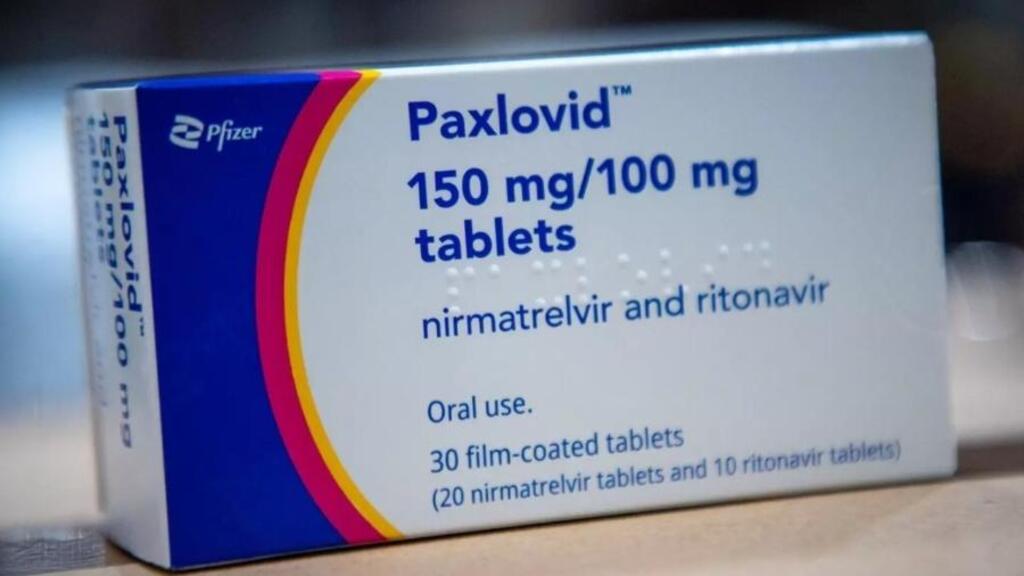 Pfizer
Paxlovid™
150 mg/100 mg
tablets
nirmatrelvir and ritonavir
Oral use.
30 film-coated tablets
(20 nirmatrelvir tablets and 10 ritonavir tablets)
Paxlovid™
150 mg/100 mg
tablets